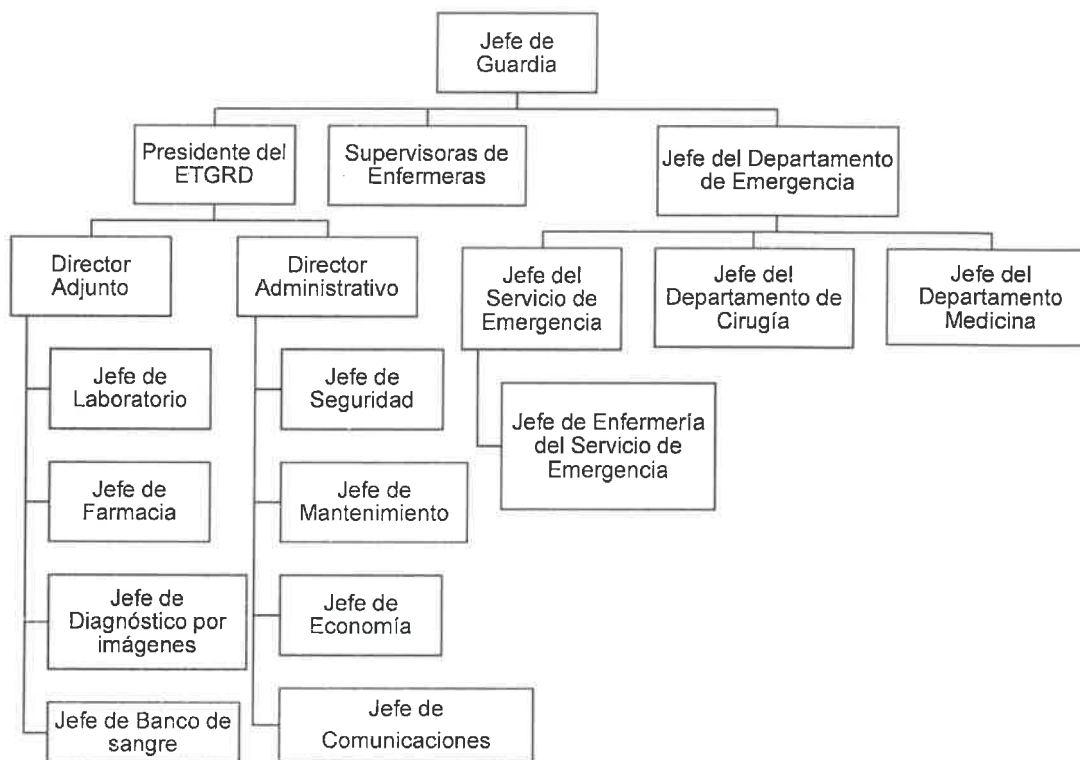 Jefe de
Guardia
Presidente del
ETGRD
Supervisoras de
Enfermeras
Jefe del Departamento
de Emergencia
Director
Adjunto
Director
Administrativo
Jefe del
Servicio de
Emergencia
Jefe del
Departamento de
Cirugía
Jefe del
Departamento
Medicina
Jefe de
Laboratorio
Jefe de
Seguridad
Jefe de Enfermería
del Servicio de
Emergencia
Jefe de
Farmacia
Jefe de
Mantenimiento
Jefe de
Diagnóstico por
imágenes
Jefe de
Economía
Jefe de Banco de
sangre
Jefe de
Comunicaciones